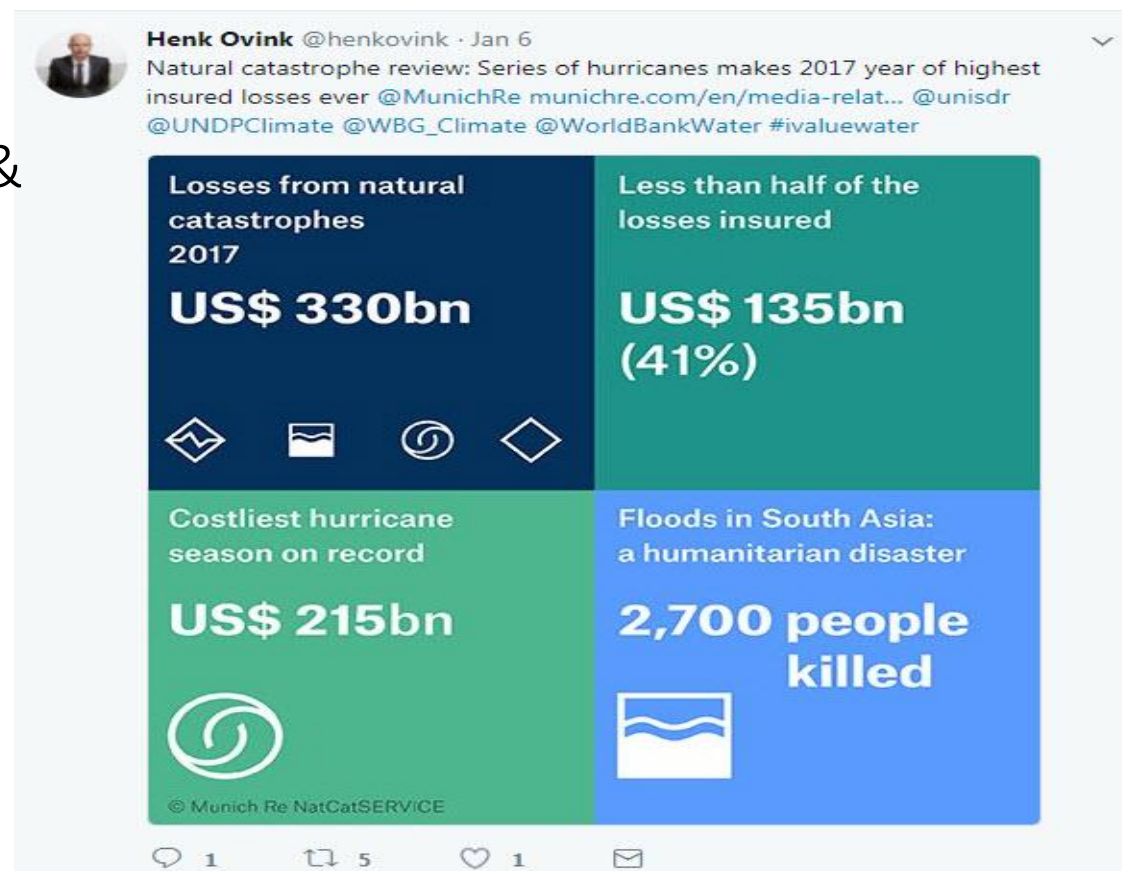 &
Henk Ovink @henkovink · Jan 6
Natural catastrophe review: Series of hurricanes makes 2017 year of highest
insured losses ever @MunichRe munichre.com/en/media-relat... @unisdr
@UNDPClimate @WBG_Climate @WorldBankWater #ivaluewater
Losses from natural
catastrophes
2017
US$ 330bn
Less than half of the
losses insured
US$ 135bn
(41%)
Costliest hurricane
season on record
US$ 215bn
© Munich Re NatCatSERVICE
Floods in South Asia:
a humanitarian disaster
2,700 people
killed
1 5 1